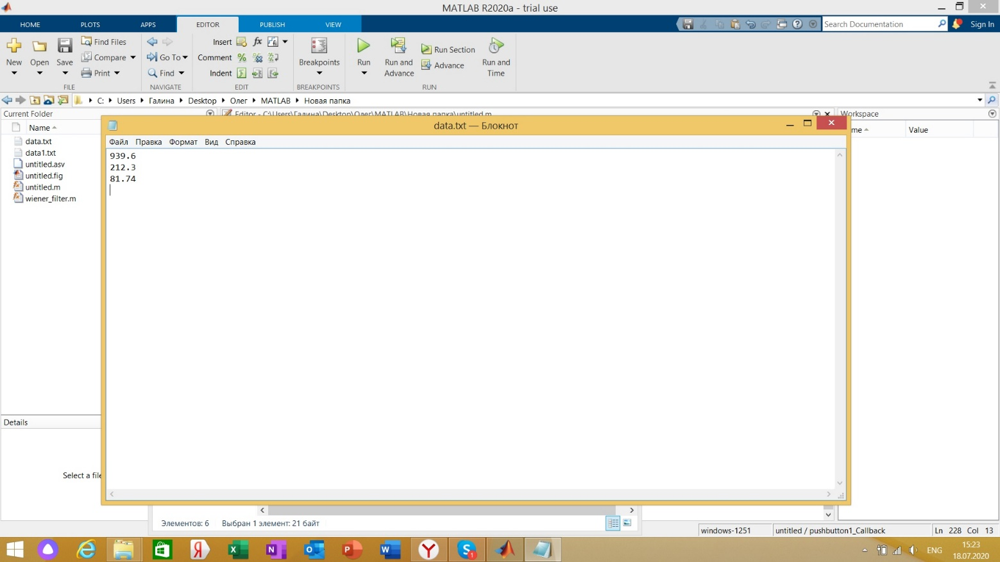 MATLAB R2020a - trial use
HOME PLOTS APPS EDITOR PUBLISH VIEW
Search Documentation Sign In
New Open Save
Find Files
Compare
Print
FILE
Go To
Find
NAVIGATE
Insert fx
Comment
Indent
EDIT
Breakpoints
BREAKPOINTS
Run
Run and Advance
Run Section
Advance
Run and Time
RUN
C: Users Галина Desktop Олег MATLAB Новая папка
Current Folder
Editor - C:\Users\Галина\Desktop\Олег\MATLAB\Новая папка\untitled.m
Workspace
Name
Value
data.txt
data1.txt
untitled.asv
untitled.fig
untitled.m
wiener_filter.m
data.txt — Блокнот
Файл Правка Формат Вид Справка
939.6
212.3
81.74
Details
Select a file
Элементов: 6 Выбран 1 элемент: 21 байт
windows-1251 untitled / pushbutton1_Callback Ln 228 Col 13
ENG
15:23
18.07.2020